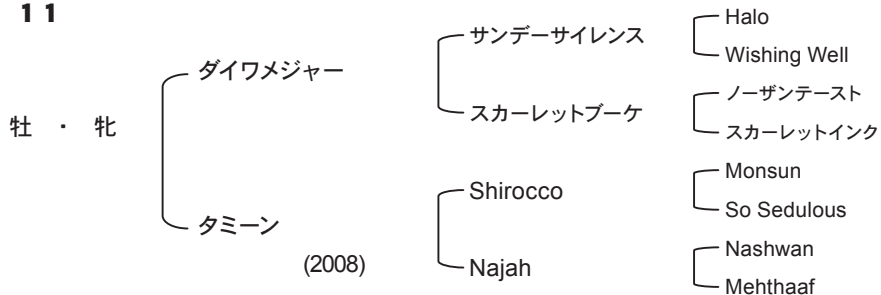 11
牡 ・ 牝
ダイワメジャー
タミーン
(2008)
サンデーサイレンス
スカーレットブーケ
Shirocco
Najah
Halo
Wishing Well
ノーザンテースト
スカーレットインク
Monsun
So Sedulous
Nashwan
Mehthaaf